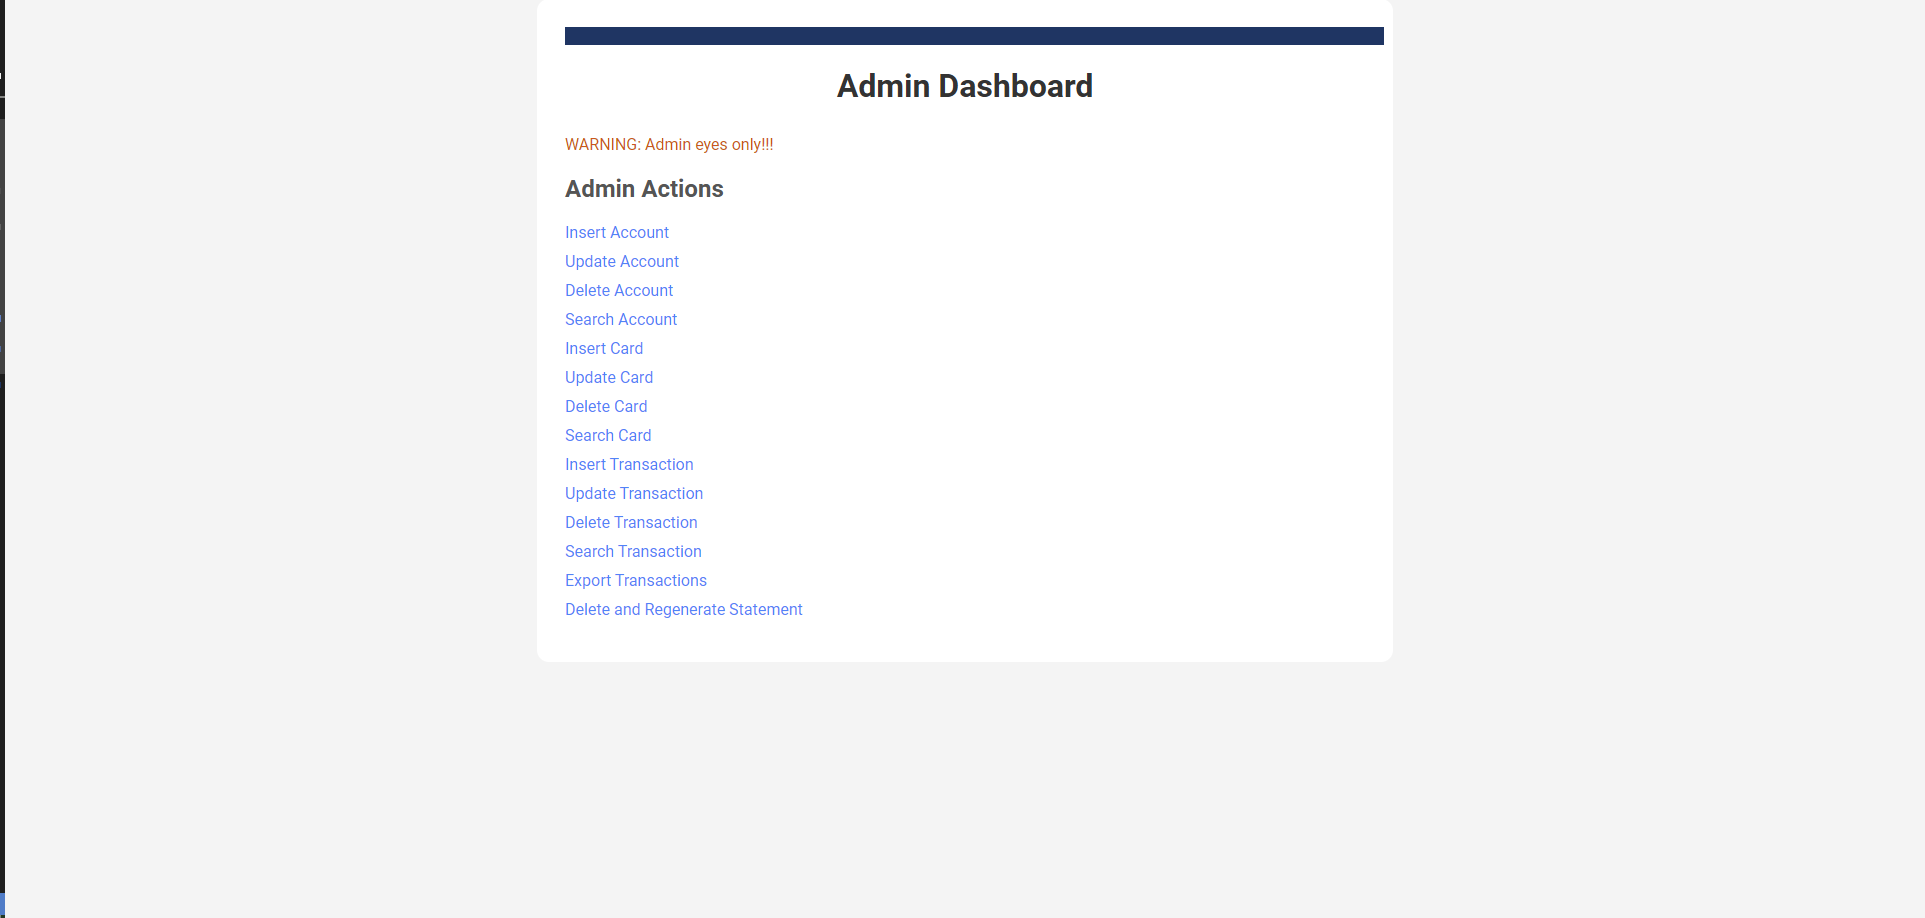 Admin Dashboard
WARNING: Admin eyes only!!!
Admin Actions
Insert Account
Update Account
Delete Account
Search Account
Insert Card
Update Card
Delete Card
Search Card
Insert Transaction
Update Transaction
Delete Transaction
Search Transaction
Export Transactions
Delete and Regenerate Statement